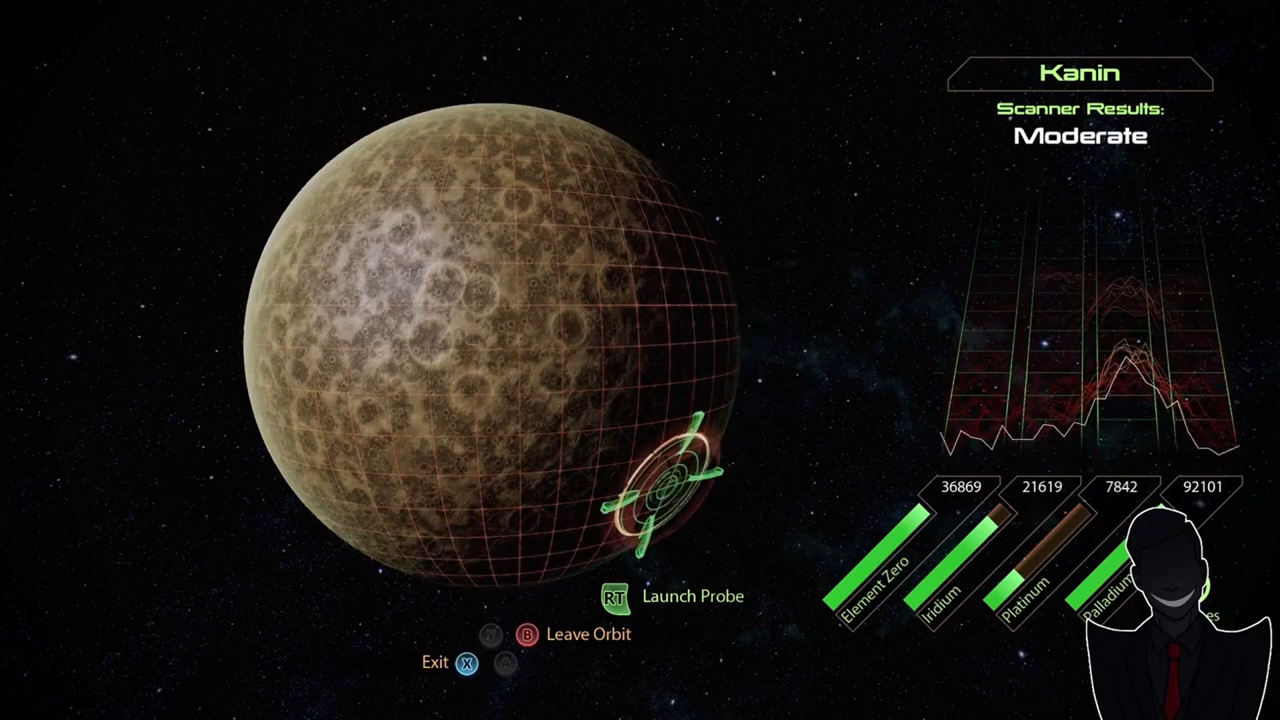 Kanin
Scanner Results:
Moderate
36869 21619 7842 92101
Element Zero Iridium Platinum Palladium
RT Launch Probe
Y B Leave Orbit
Exit X A